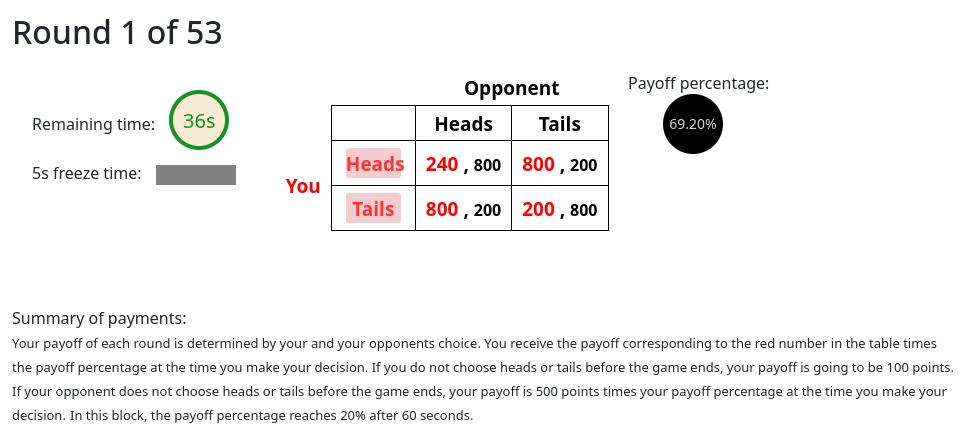 Round 1 of 53
Opponent
Payoff percentage:
Remaining time: 36s
69.20%
Heads Tails
5s freeze time:
Heads 240 , 800 800 , 200
You
Tails 800 , 200 200 , 800
Summary of payments:
Your payoff of each round is determined by your and your opponents choice. You receive the payoff corresponding to the red number in the table times
the payoff percentage at the time you make your decision. If you do not choose heads or tails before the game ends, your payoff is going to be 100 points.
If your opponent does not choose heads or tails before the game ends, your payoff is 500 points times your payoff percentage at the time you make your
decision. In this block, the payoff percentage reaches 20% after 60 seconds.